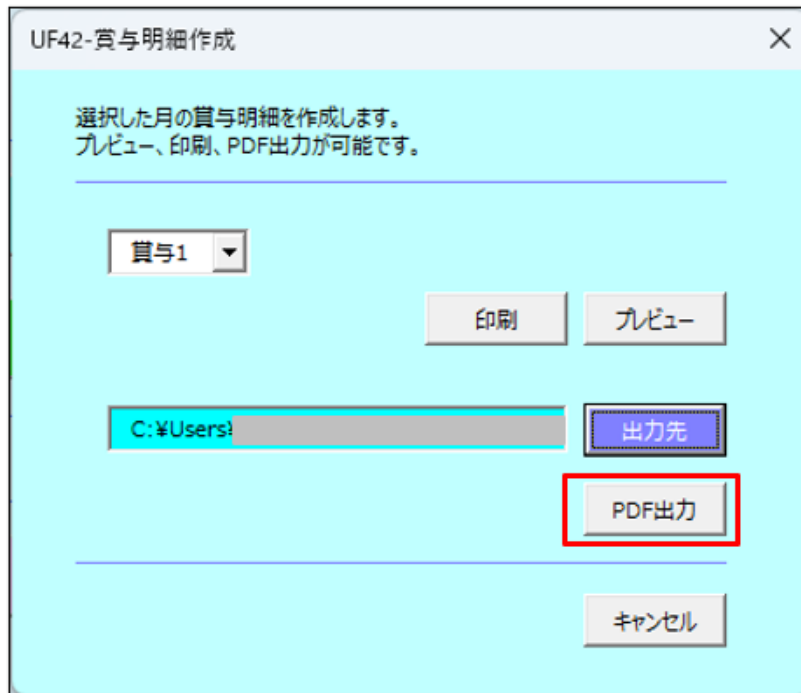 UF42-賞与明細作成
選択した月の賞与明細を作成します。
プレビュー、印刷、PDF出力が可能です。
賞与1
印刷
プレビュー
C:¥Users¥
出力先
PDF出力
キャンセル